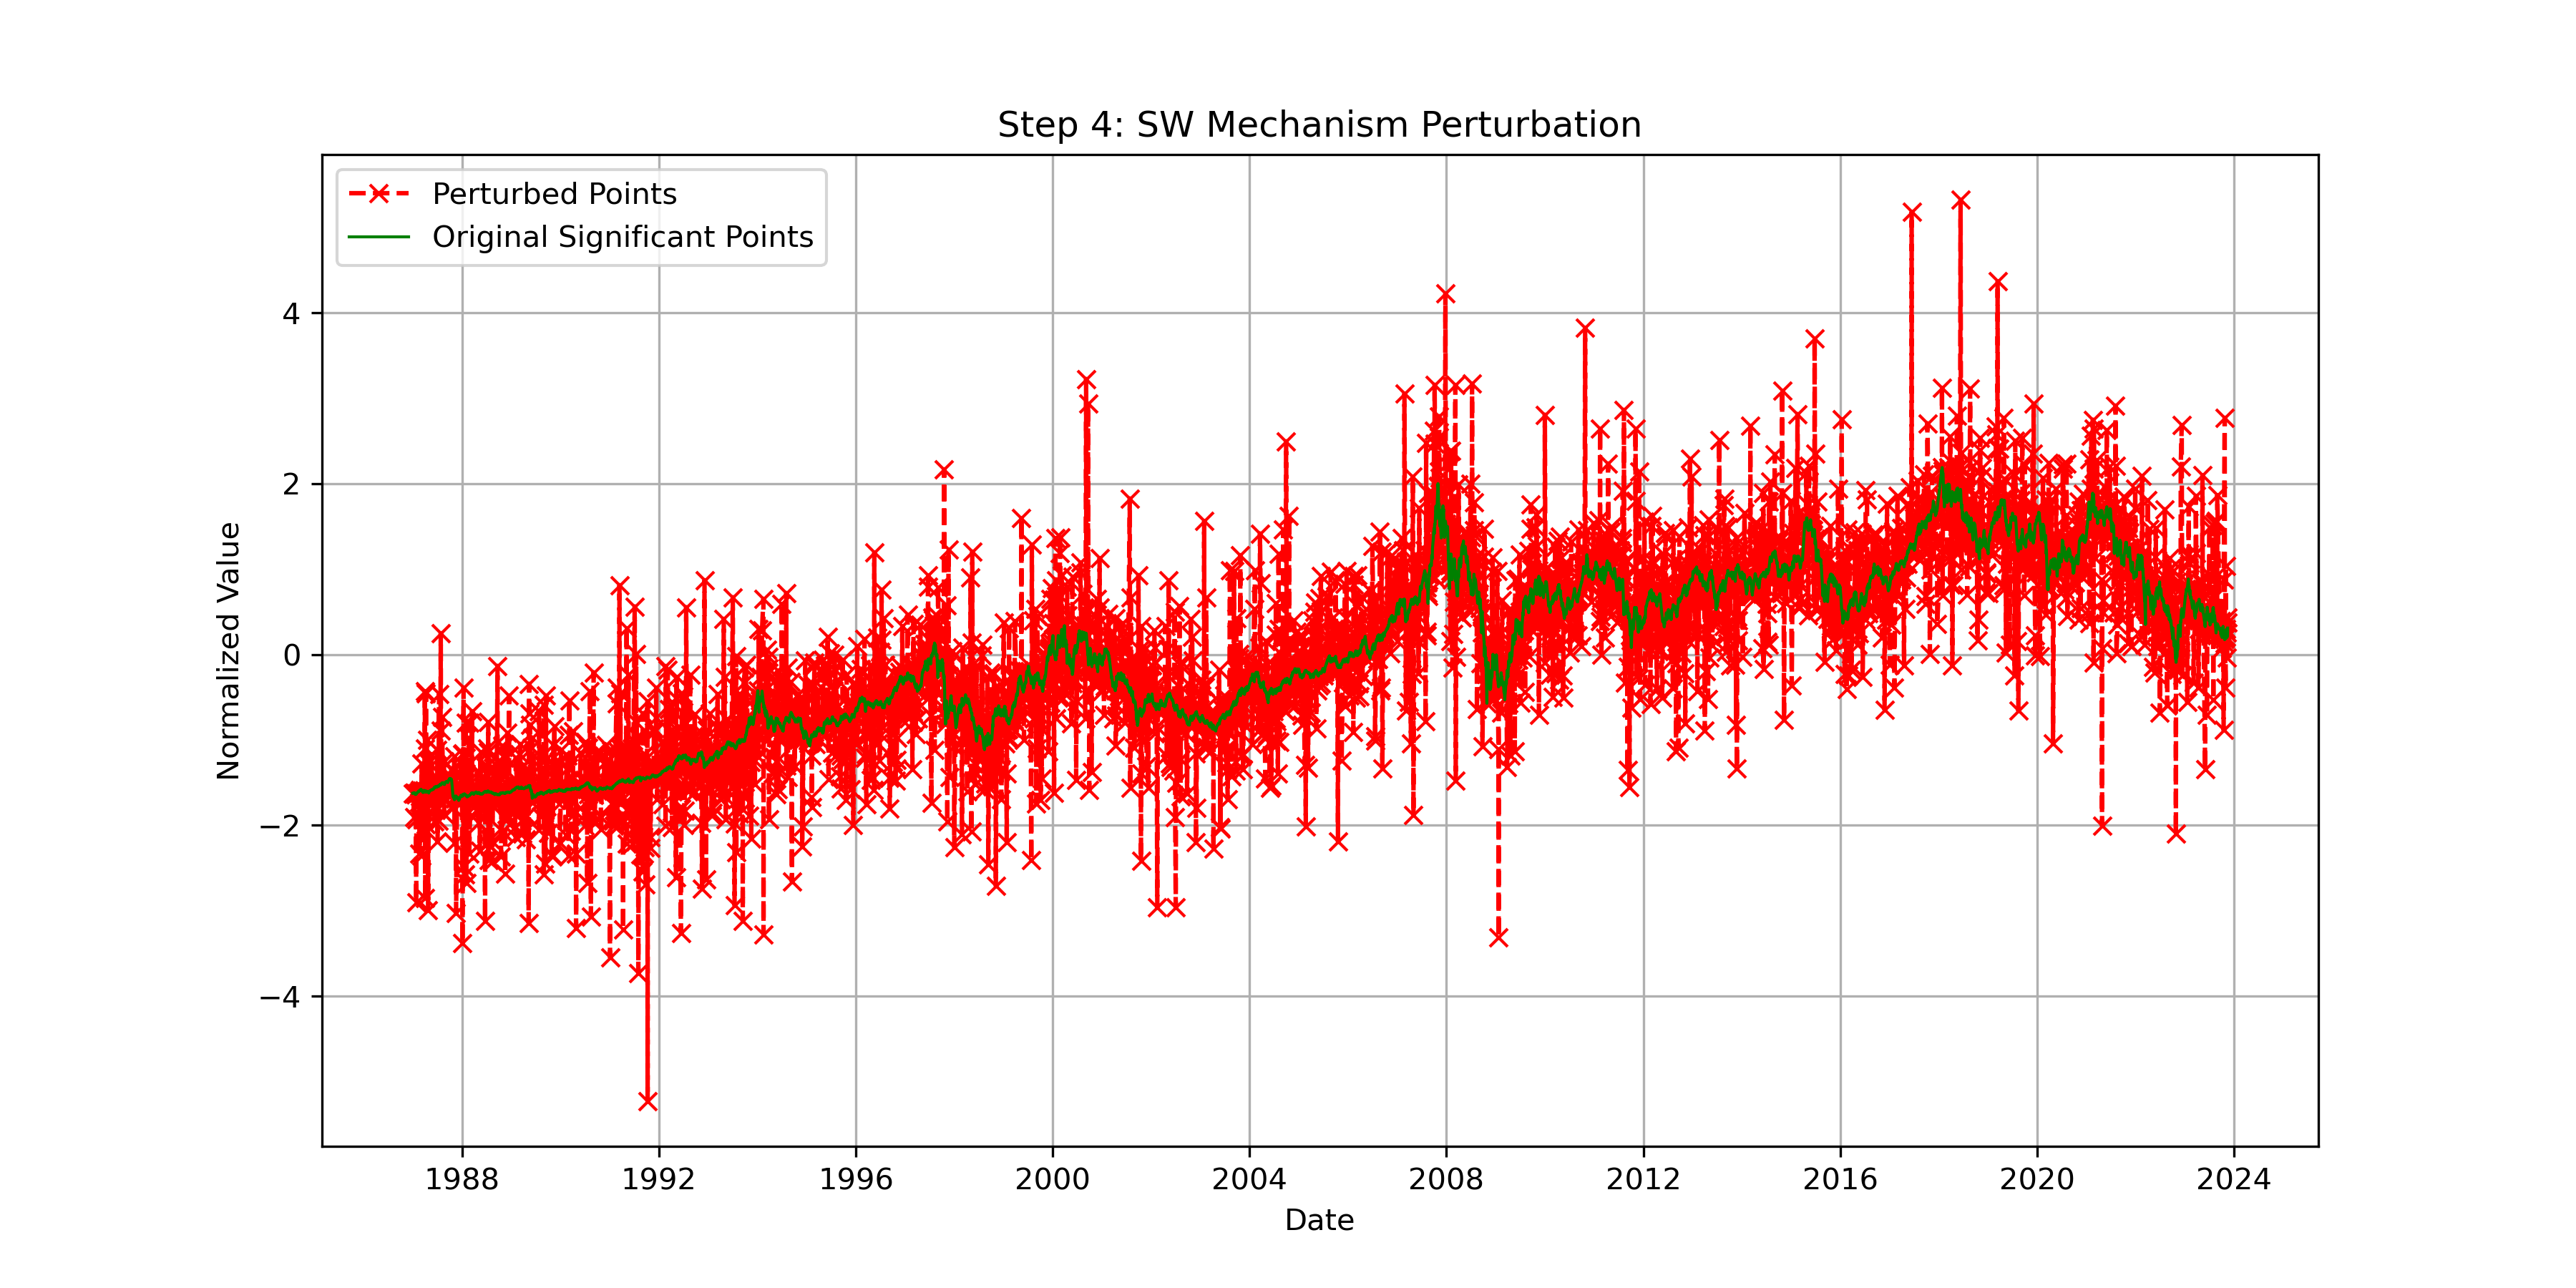 Step 4: SW Mechanism Perturbation
Perturbed Points
Original Significant Points
Normalized Value
4
2
0
−2
−4
1988 1992 1996 2000 2004 2008 2012 2016 2020 2024
Date